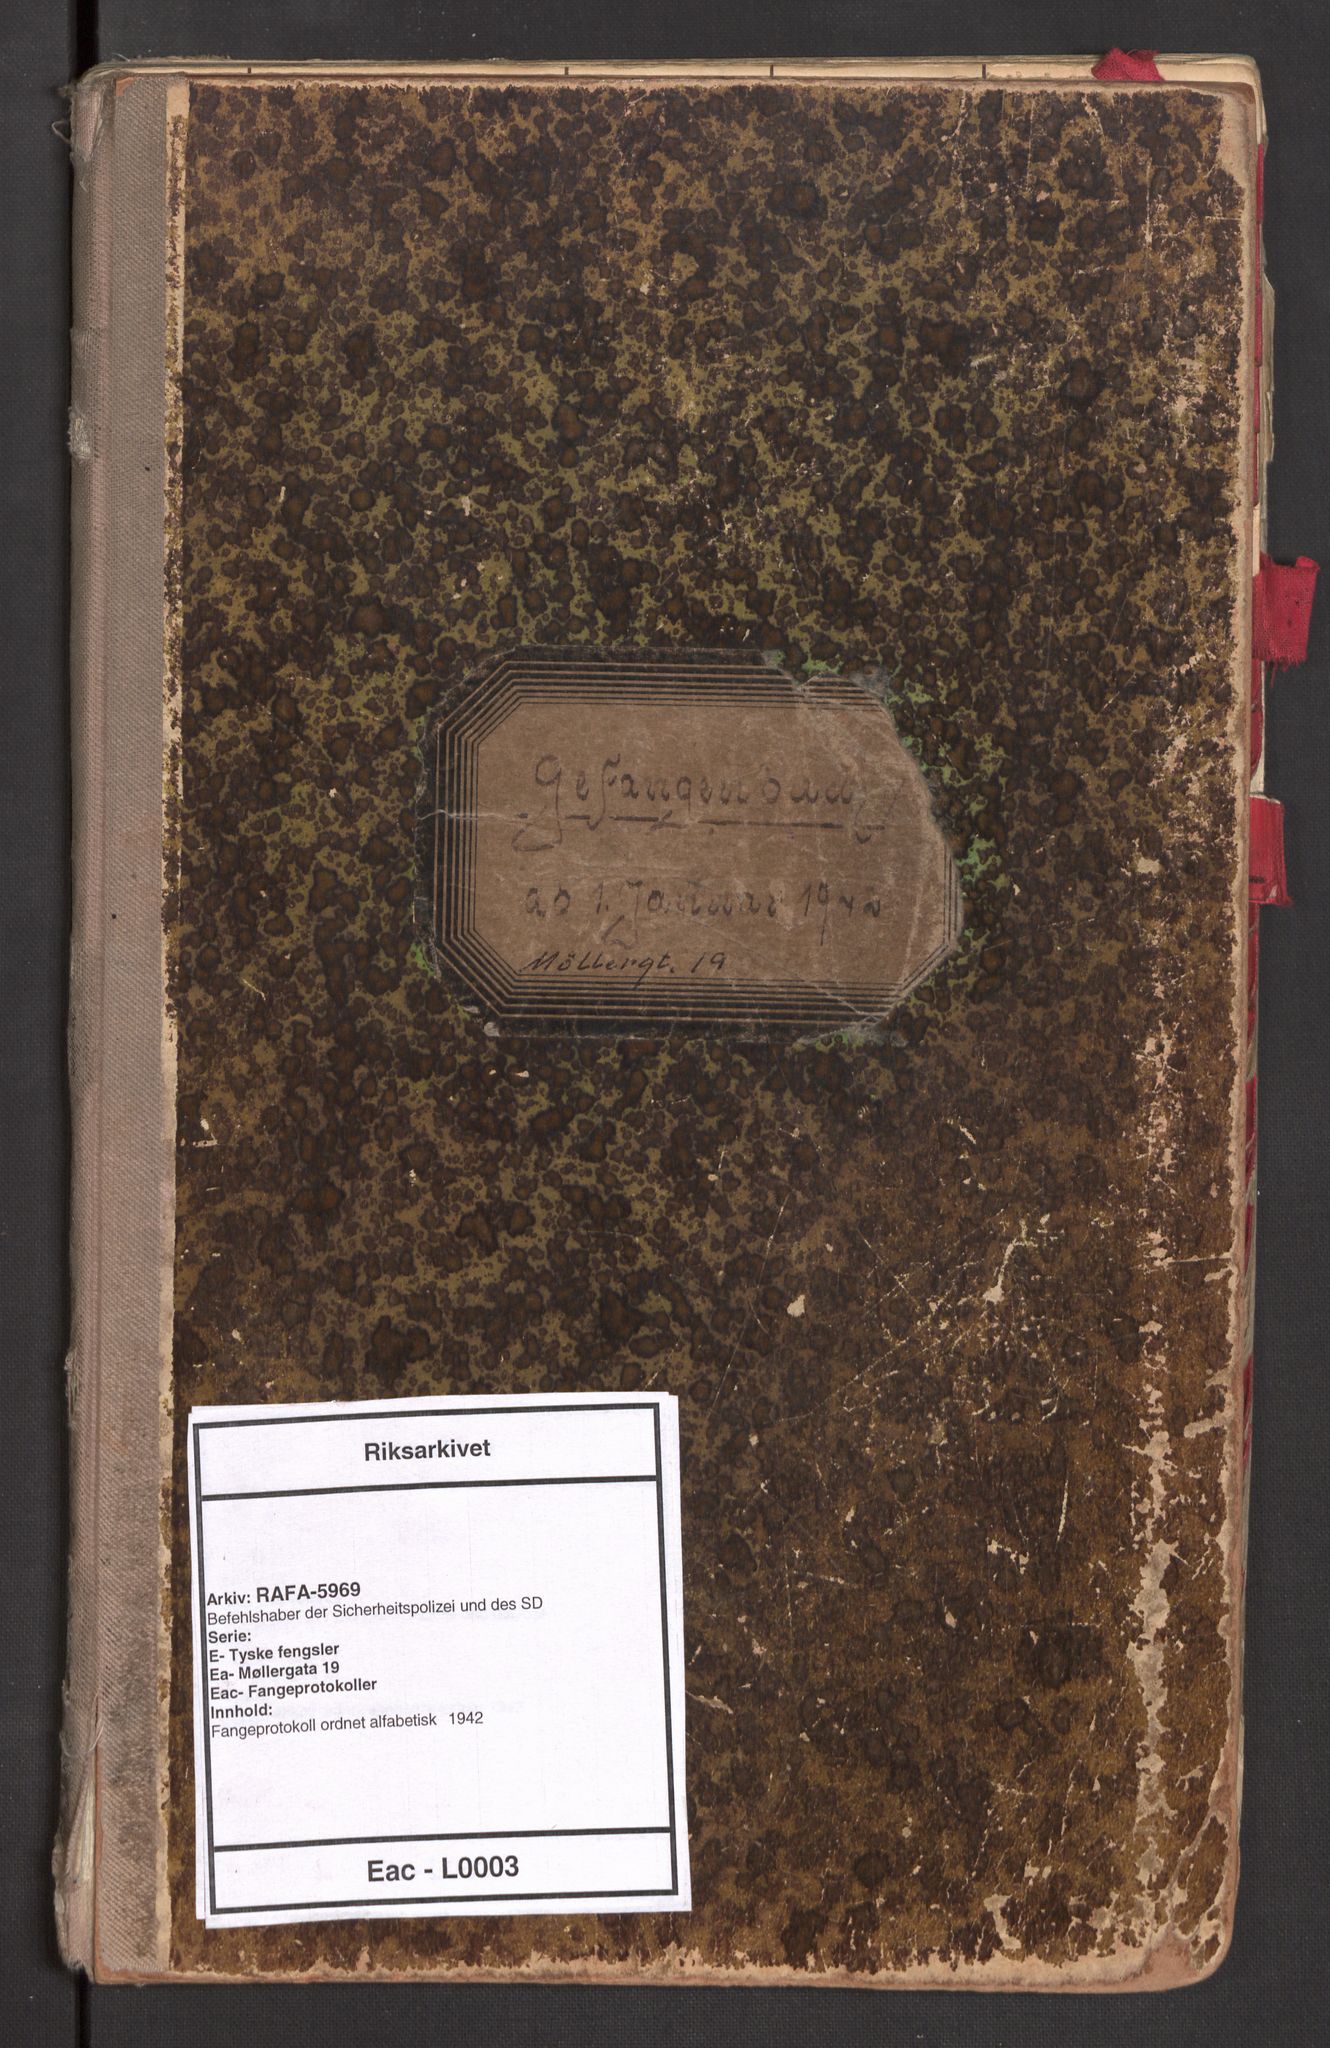 Gefangenbuch
ab 1. Januar 1942
Möllergt. 19
Riksarkivet
Arkiv: RAFA-5969
Befehlshaber der Sicherheitspolizei und des SD
Serie:
E- Tyske fengsler
Ea- Møllergata 19
Eac- Fangeprotokoller
Innhold:
Fangeprotokoll ordnet alfabetisk 1942
Eac - L0003